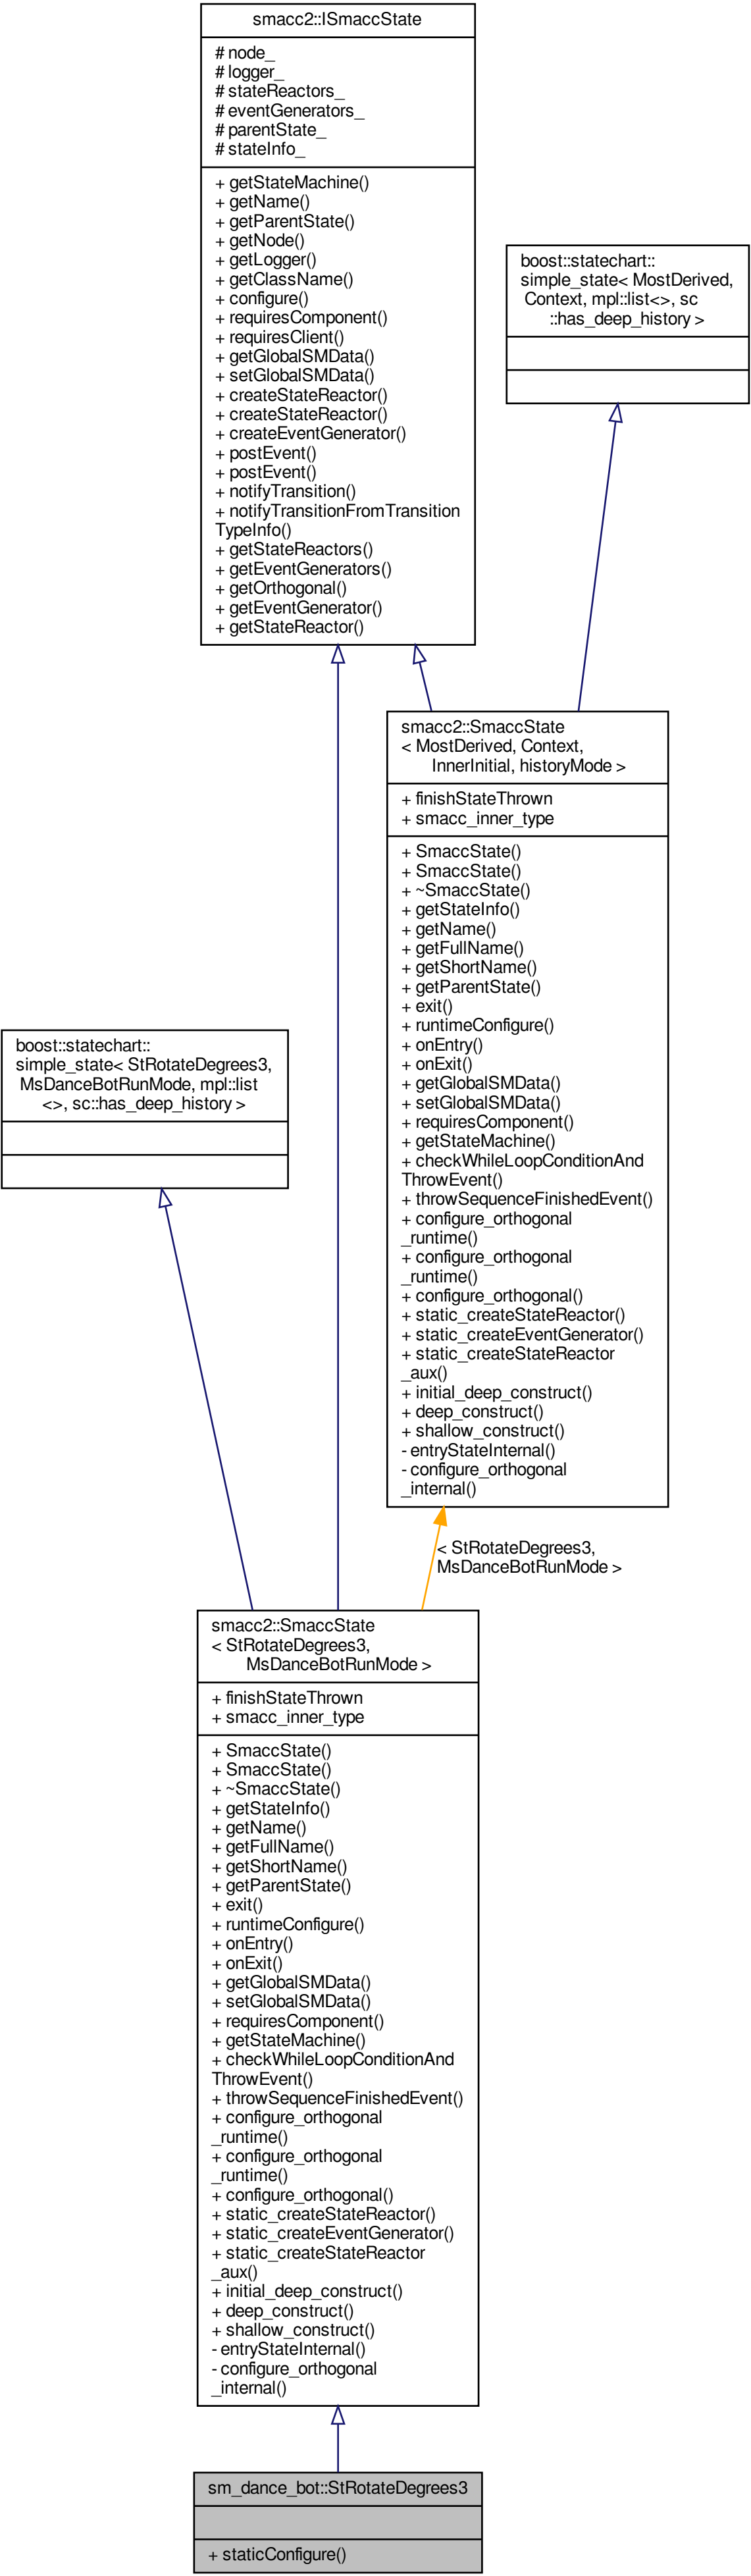 smacc2::ISmaccState
# node_
# logger_
# stateReactors_
# eventGenerators_
# parentState_
# stateInfo_
+ getStateMachine()
+ getName()
+ getParentState()
+ getNode()
+ getLogger()
+ getClassName()
+ configure()
+ requiresComponent()
+ requiresClient()
+ getGlobalSMData()
+ setGlobalSMData()
+ createStateReactor()
+ createStateReactor()
+ createEventGenerator()
+ postEvent()
+ postEvent()
+ notifyTransition()
+ notifyTransitionFromTransition
TypeInfo()
+ getStateReactors()
+ getEventGenerators()
+ getOrthogonal()
+ getEventGenerator()
+ getStateReactor()
boost::statechart::
simple_state< MostDerived,
Context, mpl::list<>, sc
::has_deep_history >
smacc2::SmaccState
< MostDerived, Context,
InnerInitial, historyMode >
+ finishStateThrown
+ smacc_inner_type
+ SmaccState()
+ SmaccState()
+ ~SmaccState()
+ getStateInfo()
+ getName()
+ getFullName()
+ getShortName()
+ getParentState()
+ exit()
+ runtimeConfigure()
+ onEntry()
+ onExit()
+ getGlobalSMData()
+ setGlobalSMData()
+ requiresComponent()
+ getStateMachine()
+ checkWhileLoopConditionAnd
ThrowEvent()
+ throwSequenceFinishedEvent()
+ configure_orthogonal
_runtime()
+ configure_orthogonal
_runtime()
+ configure_orthogonal()
+ static_createStateReactor()
+ static_createEventGenerator()
+ static_createStateReactor
_aux()
+ initial_deep_construct()
+ deep_construct()
+ shallow_construct()
- entryStateInternal()
- configure_orthogonal
_internal()
boost::statechart::
simple_state< StRotateDegrees3,
MsDanceBotRunMode, mpl::list
<>, sc::has_deep_history >
< StRotateDegrees3,
MsDanceBotRunMode >
smacc2::SmaccState
< StRotateDegrees3,
MsDanceBotRunMode >
+ finishStateThrown
+ smacc_inner_type
+ SmaccState()
+ SmaccState()
+ ~SmaccState()
+ getStateInfo()
+ getName()
+ getFullName()
+ getShortName()
+ getParentState()
+ exit()
+ runtimeConfigure()
+ onEntry()
+ onExit()
+ getGlobalSMData()
+ setGlobalSMData()
+ requiresComponent()
+ getStateMachine()
+ checkWhileLoopConditionAnd
ThrowEvent()
+ throwSequenceFinishedEvent()
+ configure_orthogonal
_runtime()
+ configure_orthogonal
_runtime()
+ configure_orthogonal()
+ static_createStateReactor()
+ static_createEventGenerator()
+ static_createStateReactor
_aux()
+ initial_deep_construct()
+ deep_construct()
+ shallow_construct()
- entryStateInternal()
- configure_orthogonal
_internal()
sm_dance_bot::StRotateDegrees3
+ staticConfigure()